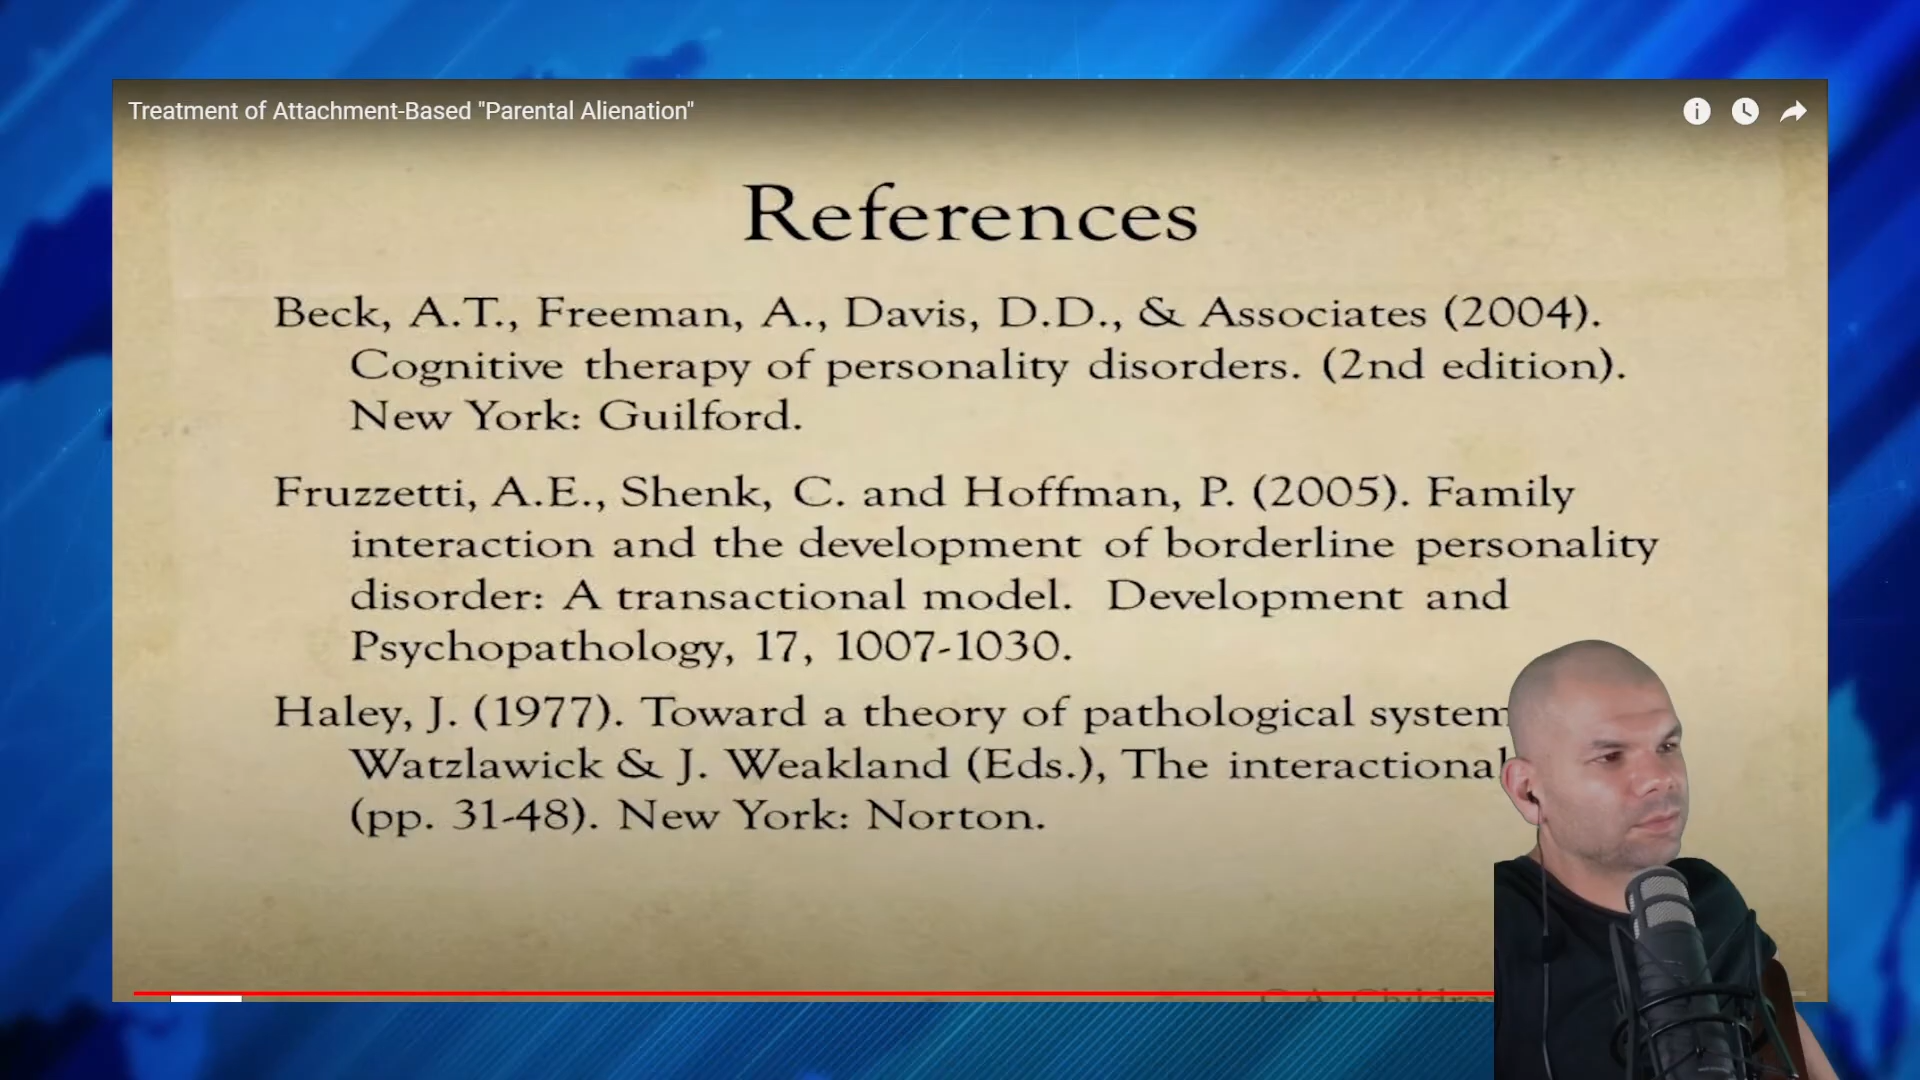 Treatment of Attachment-Based "Parental Alienation"
References
Beck, A.T., Freeman, A., Davis, D.D., & Associates (2004).
Cognitive therapy of personality disorders. (2nd edition).
New York: Guilford.
Fruzzetti, A.E., Shenk, C. and Hoffman, P. (2005). Family
interaction and the development of borderline personality
disorder: A transactional model. Development and
Psychopathology, 17, 1007-1030.
Haley, J. (1977). Toward a theory of pathological system
Watzlawick & J. Weakland (Eds.), The interactional
(pp. 31-48). New York: Norton.